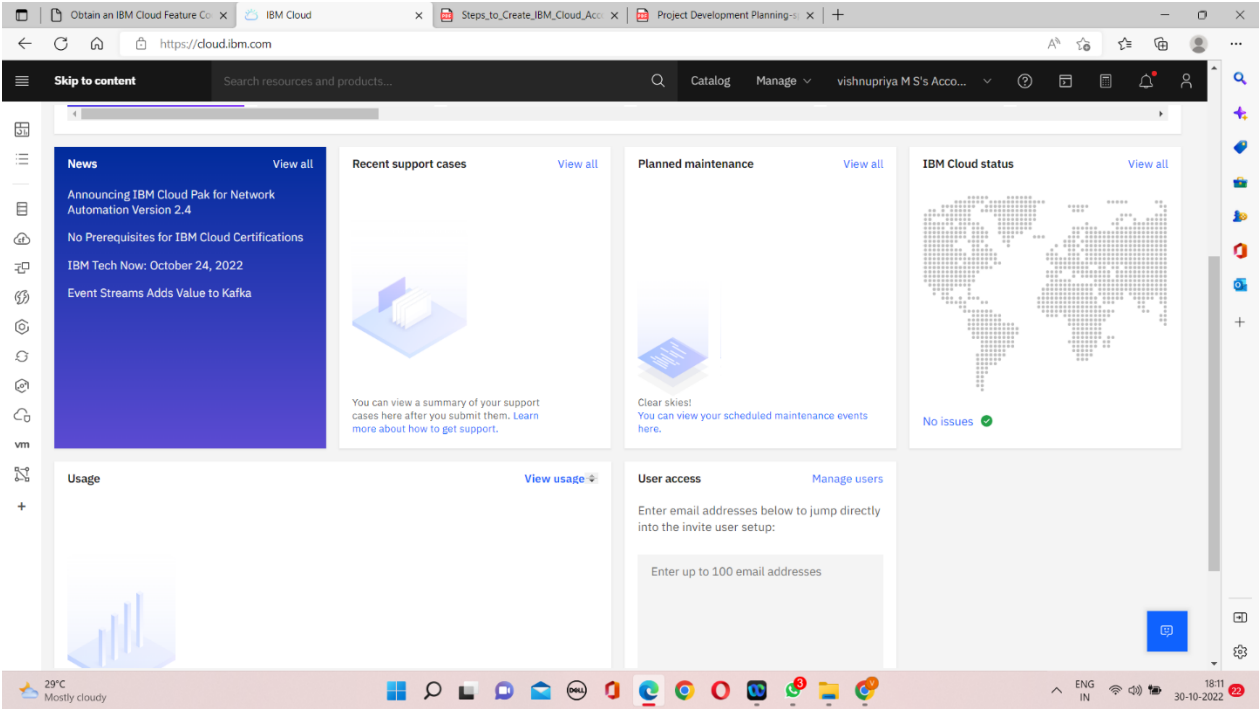 Obtain an IBM Cloud Feature Co
IBM Cloud
Steps_to_Create_IBM_Cloud_Acco
Project Development Planning-s
https://cloud.ibm.com
Skip to content
Search resources and products...
Catalog
Manage
vishnupriya M S's Acco...
News
View all
Announcing IBM Cloud Pak for Network
Automation Version 2.4
No Prerequisites for IBM Cloud Certifications
IBM Tech Now: October 24, 2022
Event Streams Adds Value to Kafka
Recent support cases
View all
You can view a summary of your support
cases here after you submit them. Learn
more about how to get support.
Planned maintenance
View all
Clear skies!
You can view your scheduled maintenance events
here.
IBM Cloud status
View all
No issues
vm
Usage
View usage
User access
Manage users
Enter email addresses below to jump directly
into the invite user setup:
Enter up to 100 email addresses
29°C
Mostly cloudy
DELL
3
ENG
IN
18:11
30-10-2022
22